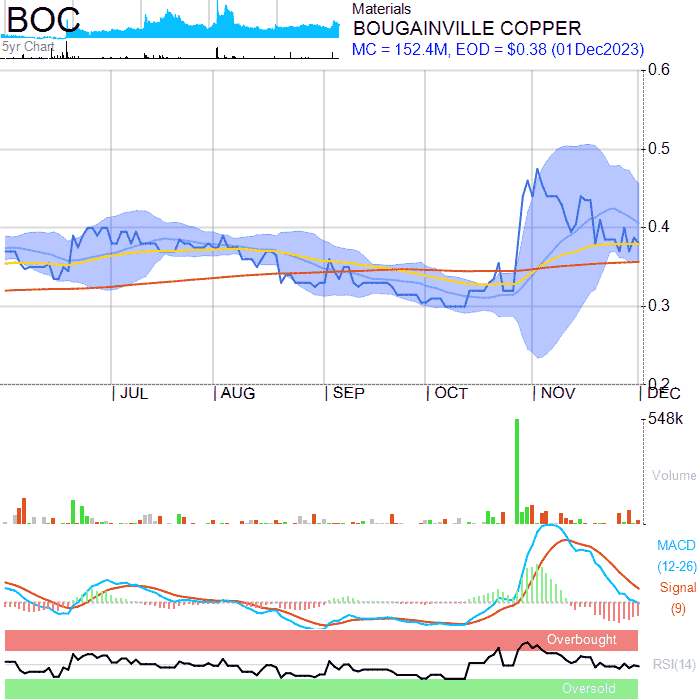 BOC
5yr Chart
Materials
BOUGAINVILLE COPPER
MC = 152.4M, EOD = $0.38 (01Dec2023)
0.6
0.5
0.4
0.3
0.2
JUL AUG SEP OCT NOV DEC
548k
Volume
MACD
(12-26)
Signal
(9)
Overbought
RSI(14)
Oversold